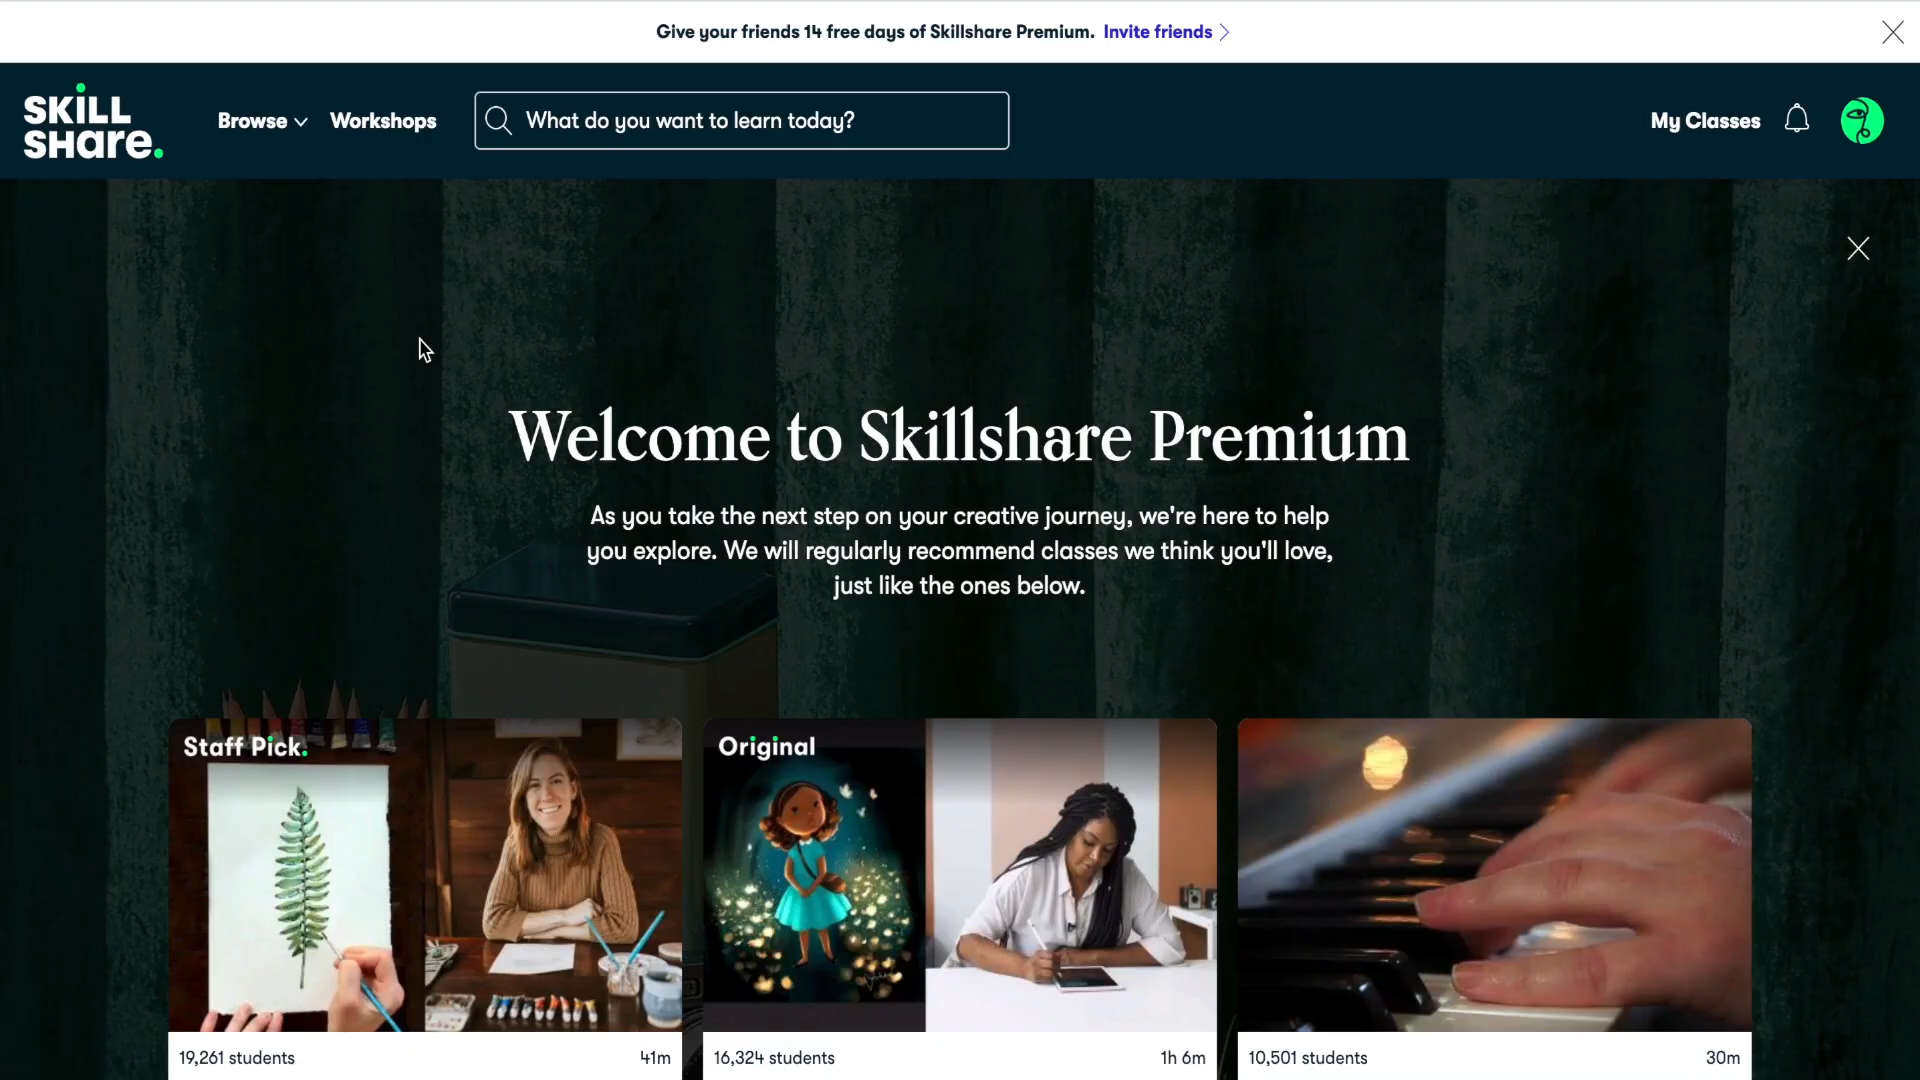 Give your friends 14 free days of Skillshare Premium. Invite friends
SKILL
SHare.
Browse
Workshops
What do you want to learn today?
My Classes
Welcome to Skillshare Premium
As you take the next step on your creative journey, we're here to help
you explore. We will regularly recommend classes we think you'll love,
just like the ones below.
Staff Pick.
Original
19,261 students 41m
16,324 students 1h 6m
10,501 students 30m